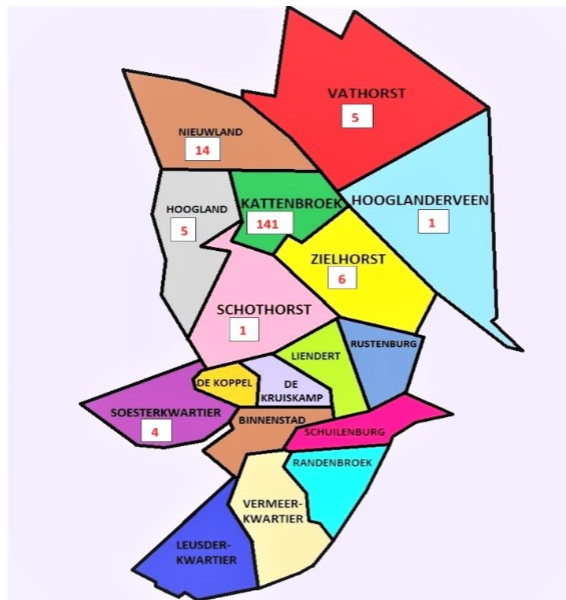 VATHORST
5
NIEUWLAND
14
HOOGLAND
5
KATTENBROEK
141
HOOGLANDERVEEN
1
ZIELHORST
6
SCHOTHORST
1
LIENDERT
RUSTENBURG
DE KOPPEL
DE
KRUISKAMP
SOESTERKWARTIER
4
BINNENSTAD
SCHUILENBURG
RANDENBROEK
VERMEER-
KWARTIER
LEUSDER-
KWARTIER